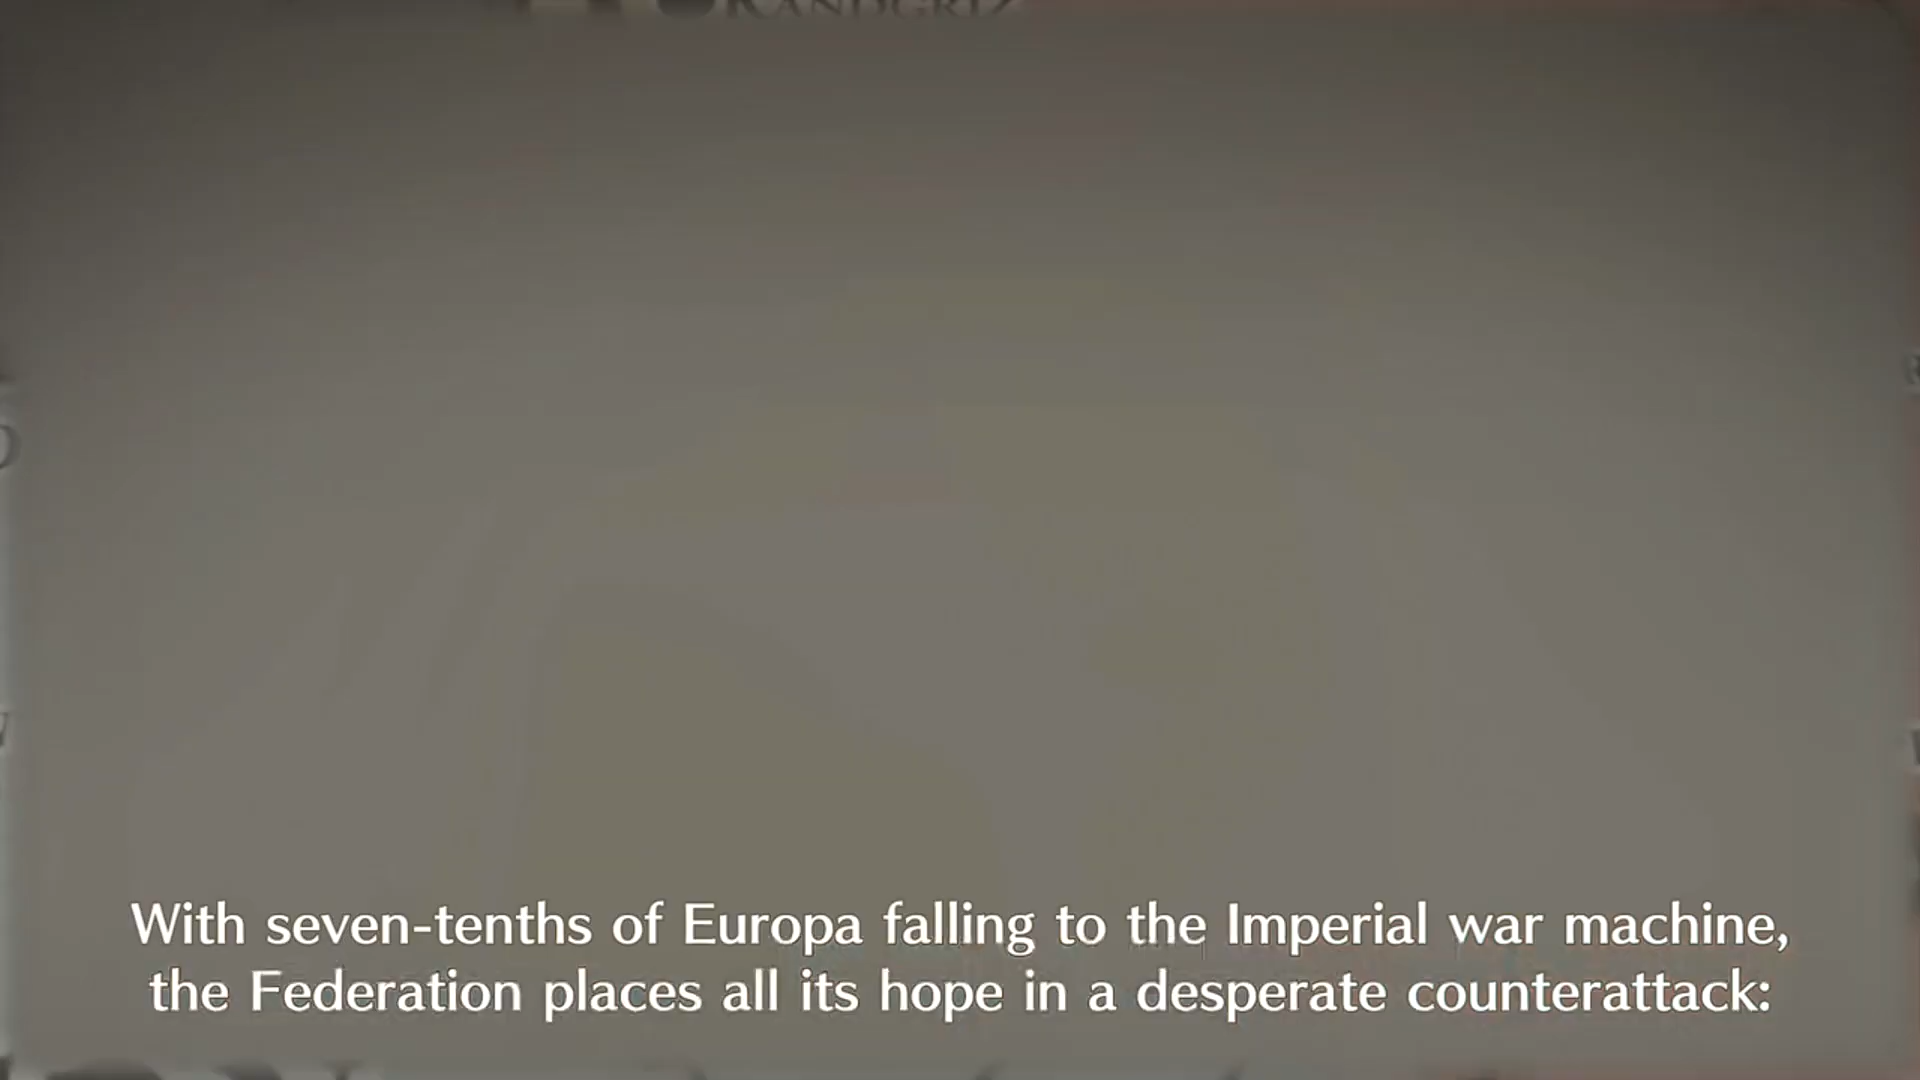 RANDGRIZ
With seven-tenths of Europa falling to the Imperial war machine,
the Federation places all its hope in a desperate counterattack: